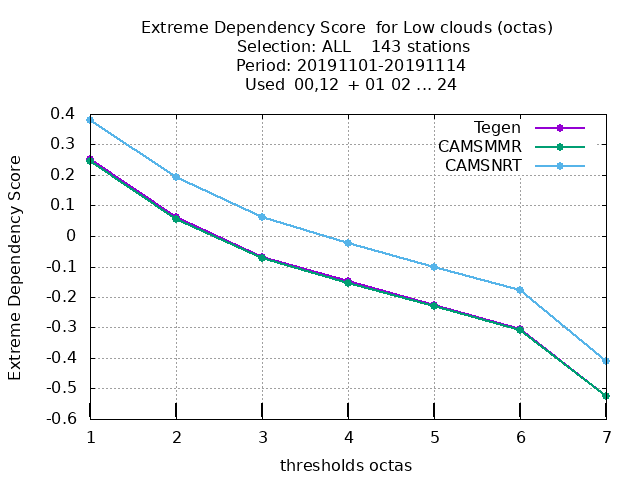 Extreme Dependency Score  for Low clouds (octas)
Selection: ALL    143 stations
Period: 20191101-20191114
Used  00,12  + 01 02 ... 24
Extreme Dependency Score
0.4
0.3
0.2
0.1
0
-0.1
-0.2
-0.3
-0.4
-0.5
-0.6
Tegen
CAMSMMR
CAMSNRT
1 2 3 4 5 6 7
thresholds octas